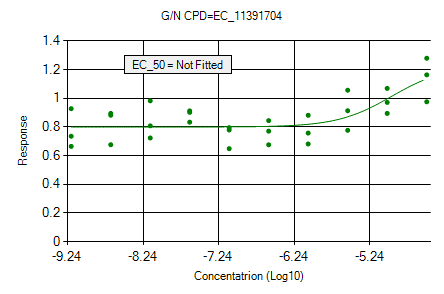 G/N CPD=EC_11391704
EC_50 = Not Fitted
1.4
1.2
1
0.8
0.6
0.4
0.2
0
Response
-9.24 -8.24 -7.24 -6.24 -5.24
Concentatrion (Log10)